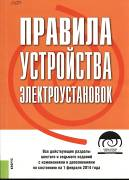 ПРАВИЛА
УСТРОЙСТВА
ЭЛЕКТРОУСТАНОВОК
Все действующие разделы
шестого и седьмого изданий
с изменениями и дополнениями
по состоянию на 1 февраля 2014 года